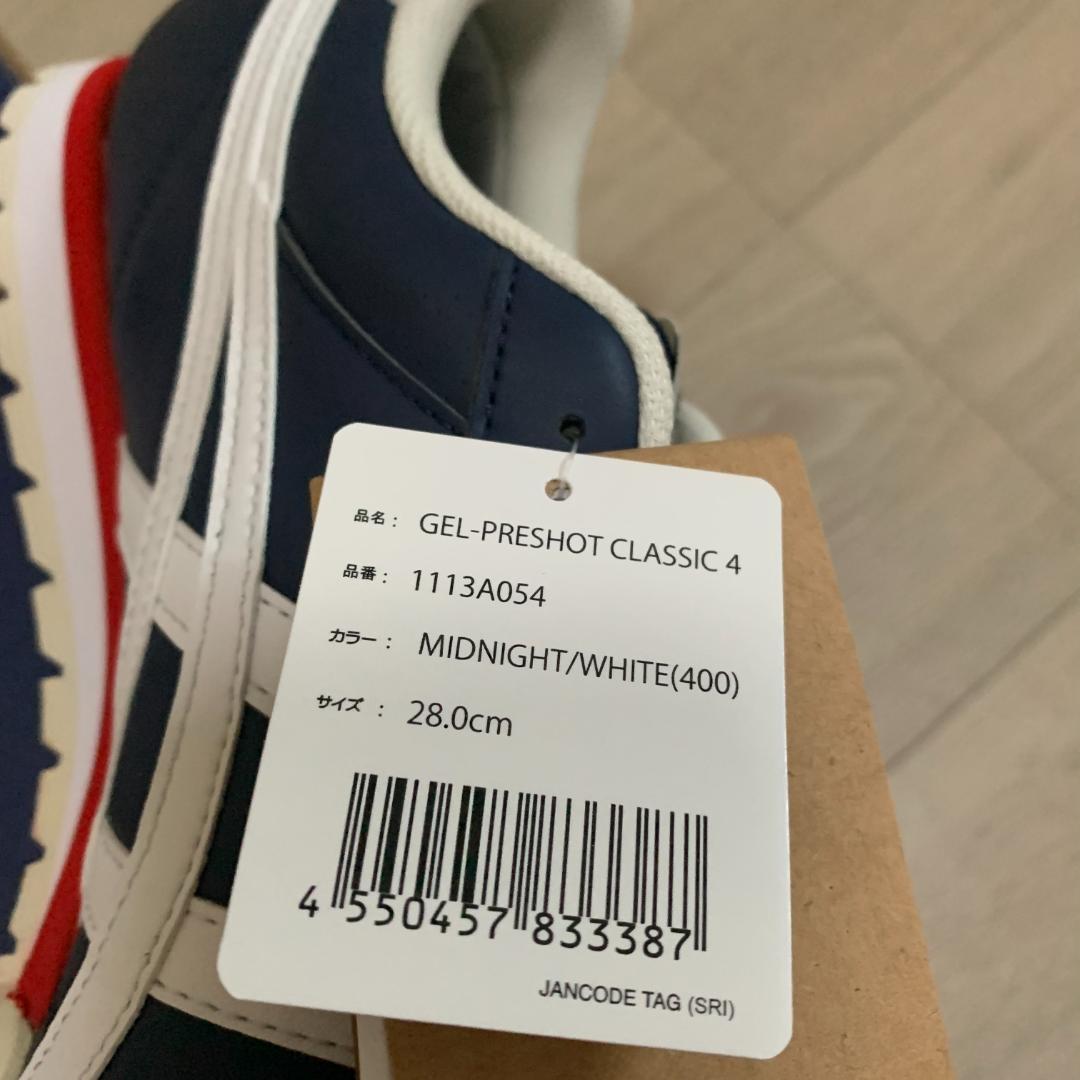 品名： GEL-PRESHOT CLASSIC 4
品番： 1113A054
カラー： MIDNIGHT/WHITE(400)
サイズ： 28.0cm
4 550457 833387
JANCODE TAG (SRI)